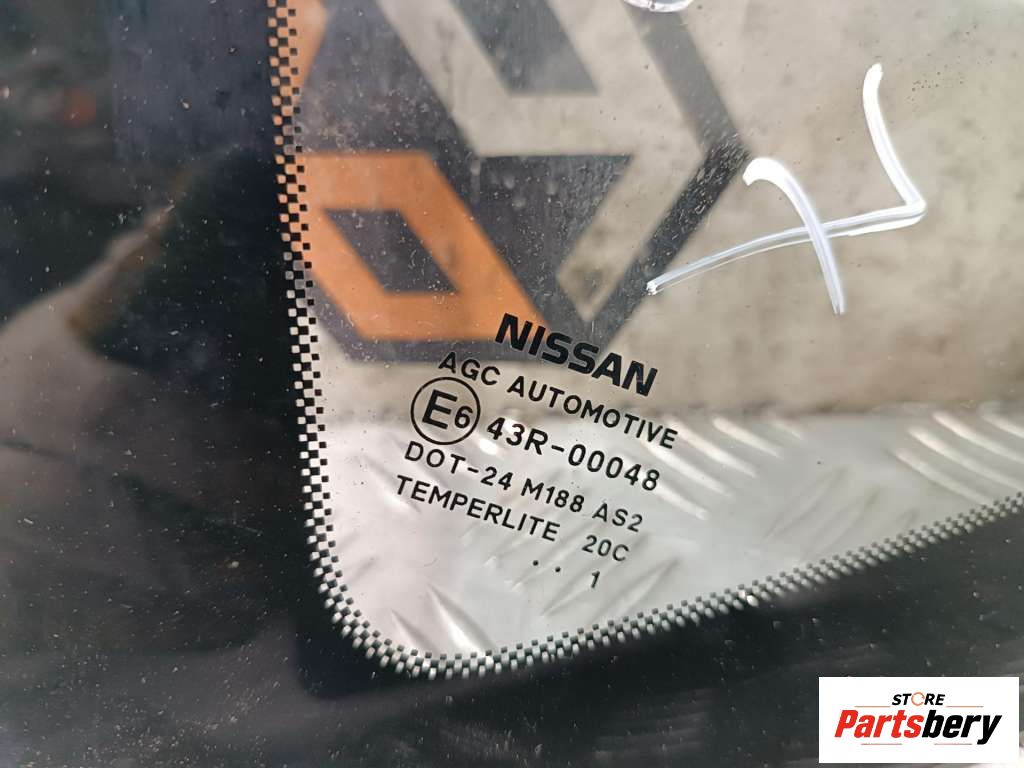 NISSAN
AGC AUTOMOTIVE
E6 43R-00048
DOT-24 M188 AS2
TEMPERLITE 20C
.. 1
STORE
Partsbery